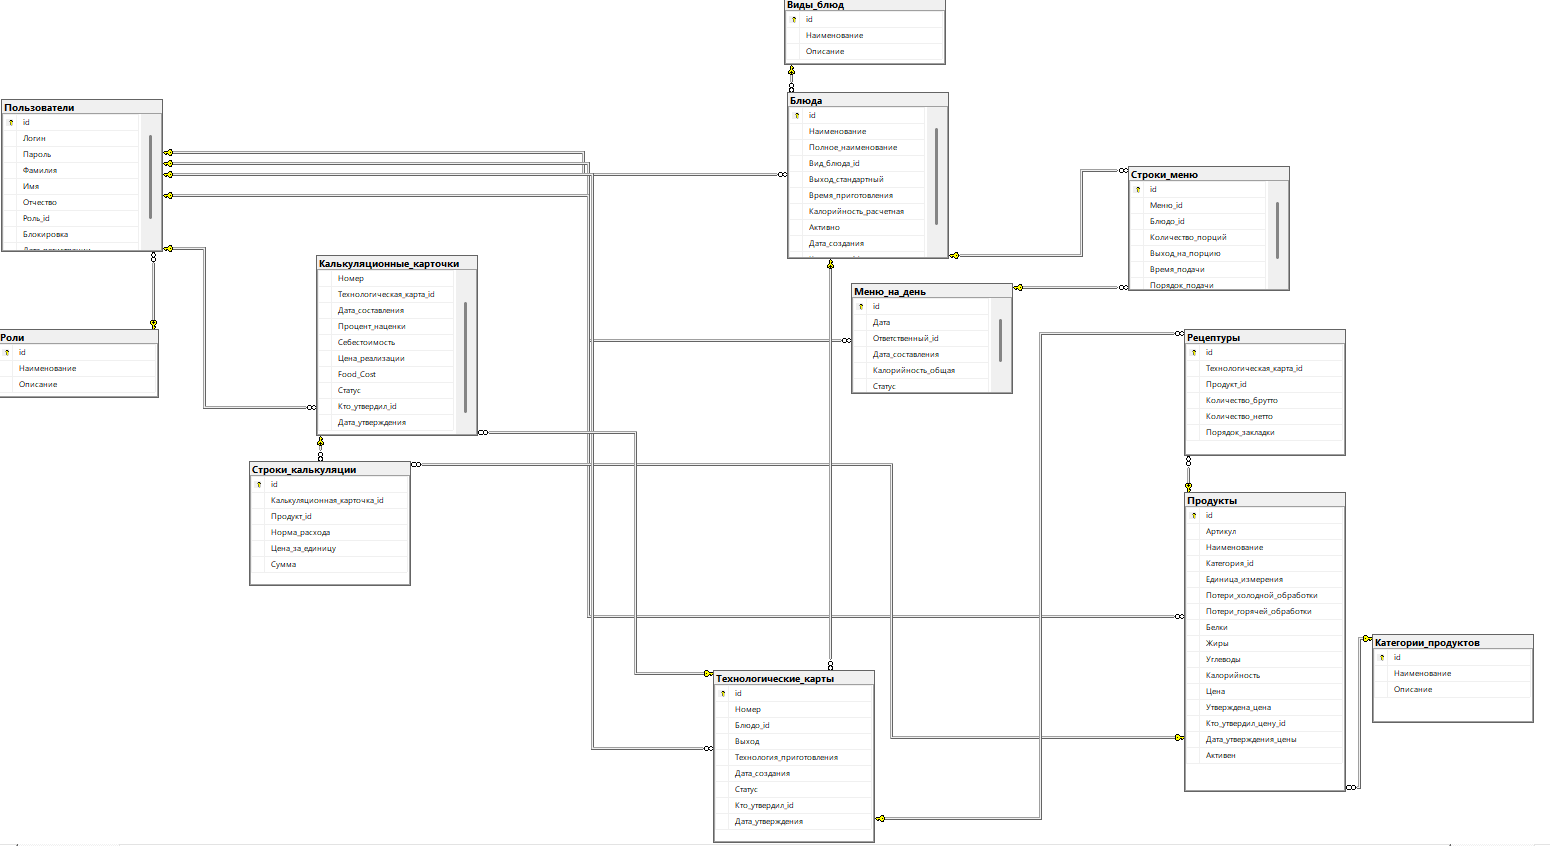 Виды_блюд
id
Наименование
Описание
Пользователи
id
Логин
Пароль
Фамилия
Имя
Отчество
Роль_id
Блокировка
Блюда
id
Наименование
Полное_наименование
Вид_блюда_id
Выход_стандартный
Время_приготовления
Калорийность_расчетная
Активно
Дата_создания
Строки_меню
id
Меню_id
Блюдо_id
Количество_порций
Выход_на_порцию
Время_подачи
Порядок_подачи
Калькуляционные_карточки
Номер
Технологическая_карта_id
Дата_составления
Процент_наценки
Себестоимость
Цена_реализации
Food_Cost
Статус
Кто_утвердил_id
Дата_утверждения
Меню_на_день
id
Дата
Ответственный_id
Дата_составления
Калорийность_общая
Статус
Роли
id
Наименование
Описание
Рецептуры
id
Технологическая_карта_id
Продукт_id
Количество_брутто
Количество_нетто
Порядок_закладки
Строки_калькуляции
id
Калькуляционная_карточка_id
Продукт_id
Норма_расхода
Цена_за_единицу
Сумма
Продукты
id
Артикул
Наименование
Категория_id
Единица_измерения
Потери_холодной_обработки
Потери_горячей_обработки
Белки
Жиры
Углеводы
Калорийность
Цена
Утверждена_цена
Кто_утвердил_цену_id
Дата_утверждения_цены
Активен
Категории_продуктов
id
Наименование
Описание
Технологические_карты
id
Номер
Блюдо_id
Выход
Технология_приготовления
Дата_создания
Статус
Кто_утвердил_id
Дата_утверждения